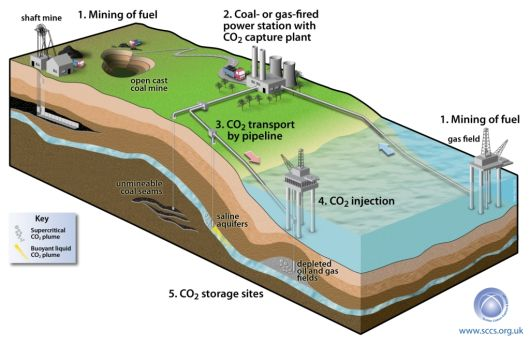 shaft mine
1. Mining of fuel
2. Coal- or gas-fired
power station with
CO₂ capture plant
open cast
coal mine
3. CO₂ transport
by pipeline
1. Mining of fuel
gas field
unmineable
coal seams
4. CO₂ injection
saline
aquifers
Key
Supercritical
CO₂ plume
Buoyant liquid
CO₂ plume
depleted
oil and gas
fields
5. CO₂ storage sites
www.sccs.org.uk